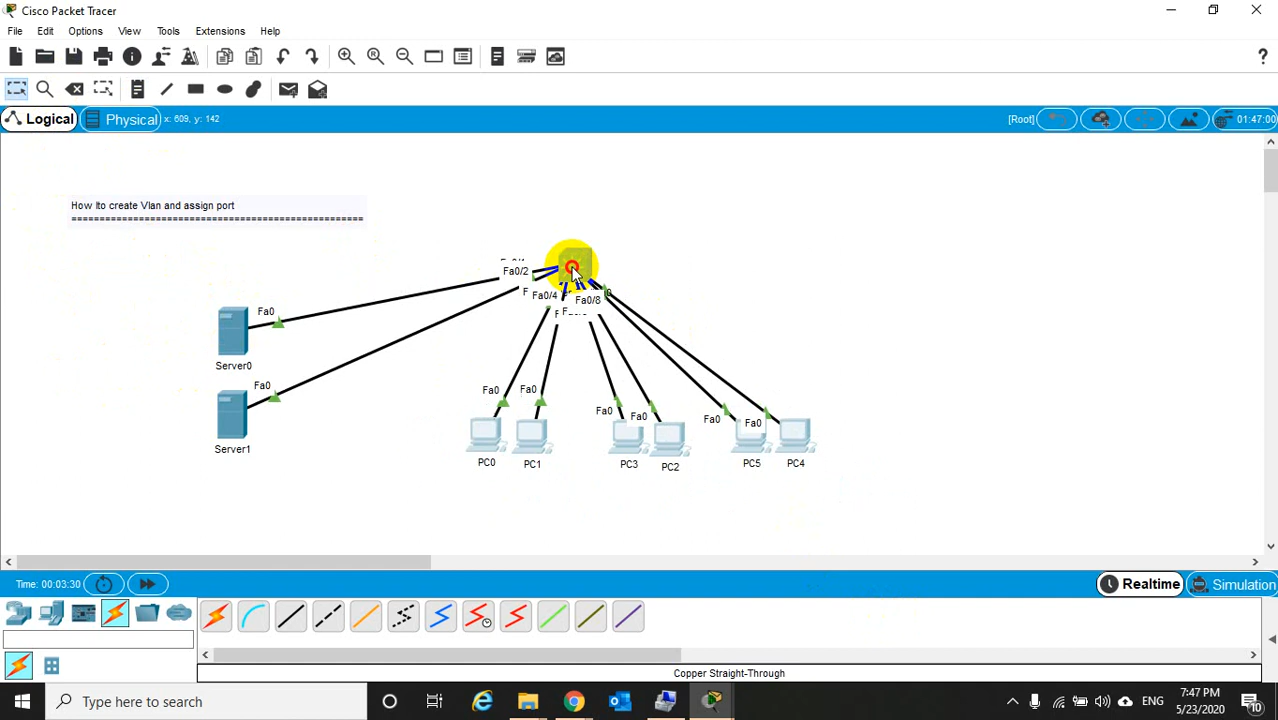 Cisco Packet Tracer
File Edit Options View Tools Extensions Help
Logical Physical x: 609, y: 142 [Root] 01:47:00
How Ito create Vlan and assign port
====================================================
Fa0/2
Fa0/4
Fa0/8
Fa0
Server0
Fa0
Server1
Fa0 Fa0 Fa0 Fa0 Fa0 Fa0
PC0 PC1 PC3 PC2 PC5 PC4
Time: 00:03:30 Realtime Simulation
Copper Straight-Through
Type here to search
ENG
7:47 PM
5/23/2020
10